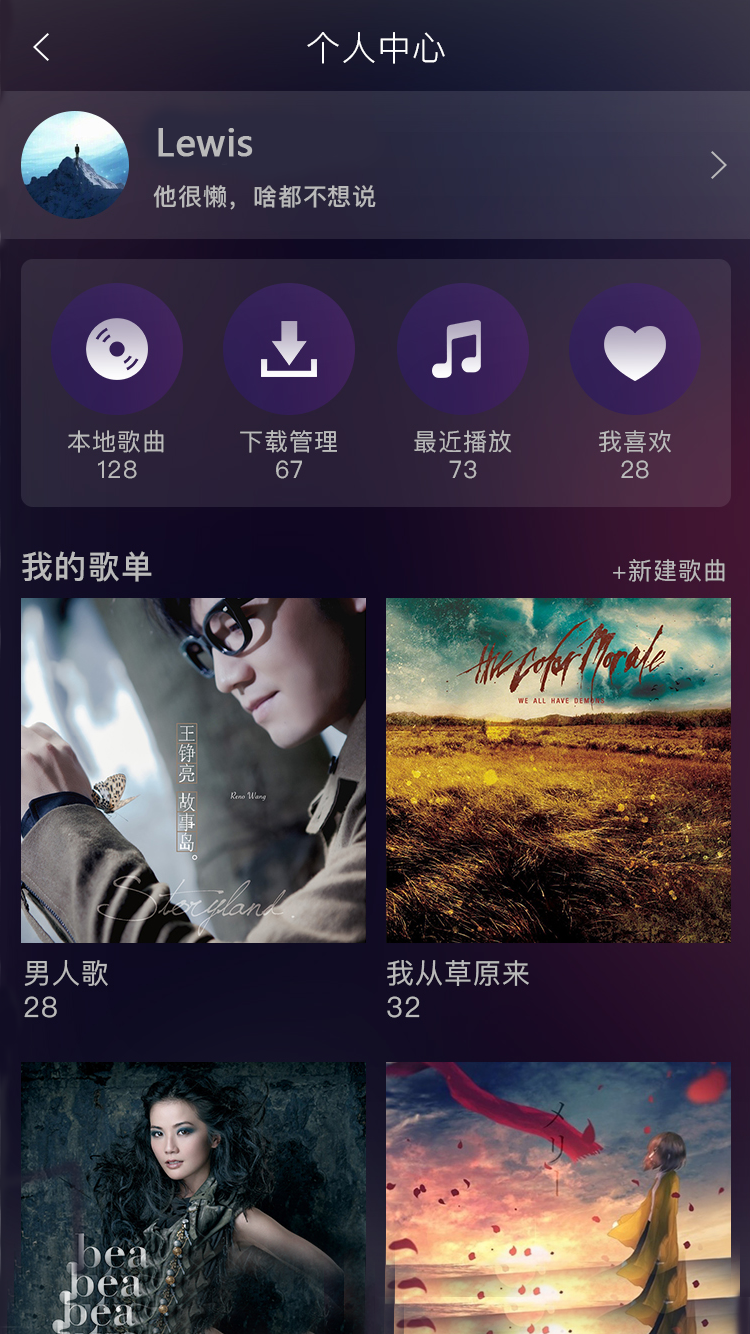 个人中心
Lewis
他很懒，啥都不想说
本地歌曲
128
下载管理
67
最近播放
73
我喜欢
28
我的歌单
+新建歌曲
王铮亮 故事岛。
Reno Wang
Storyland.
男人歌
28
The Color Morale
WE ALL HAVE DEMONS
我从草原来
32
bea
bea
bea
メリー